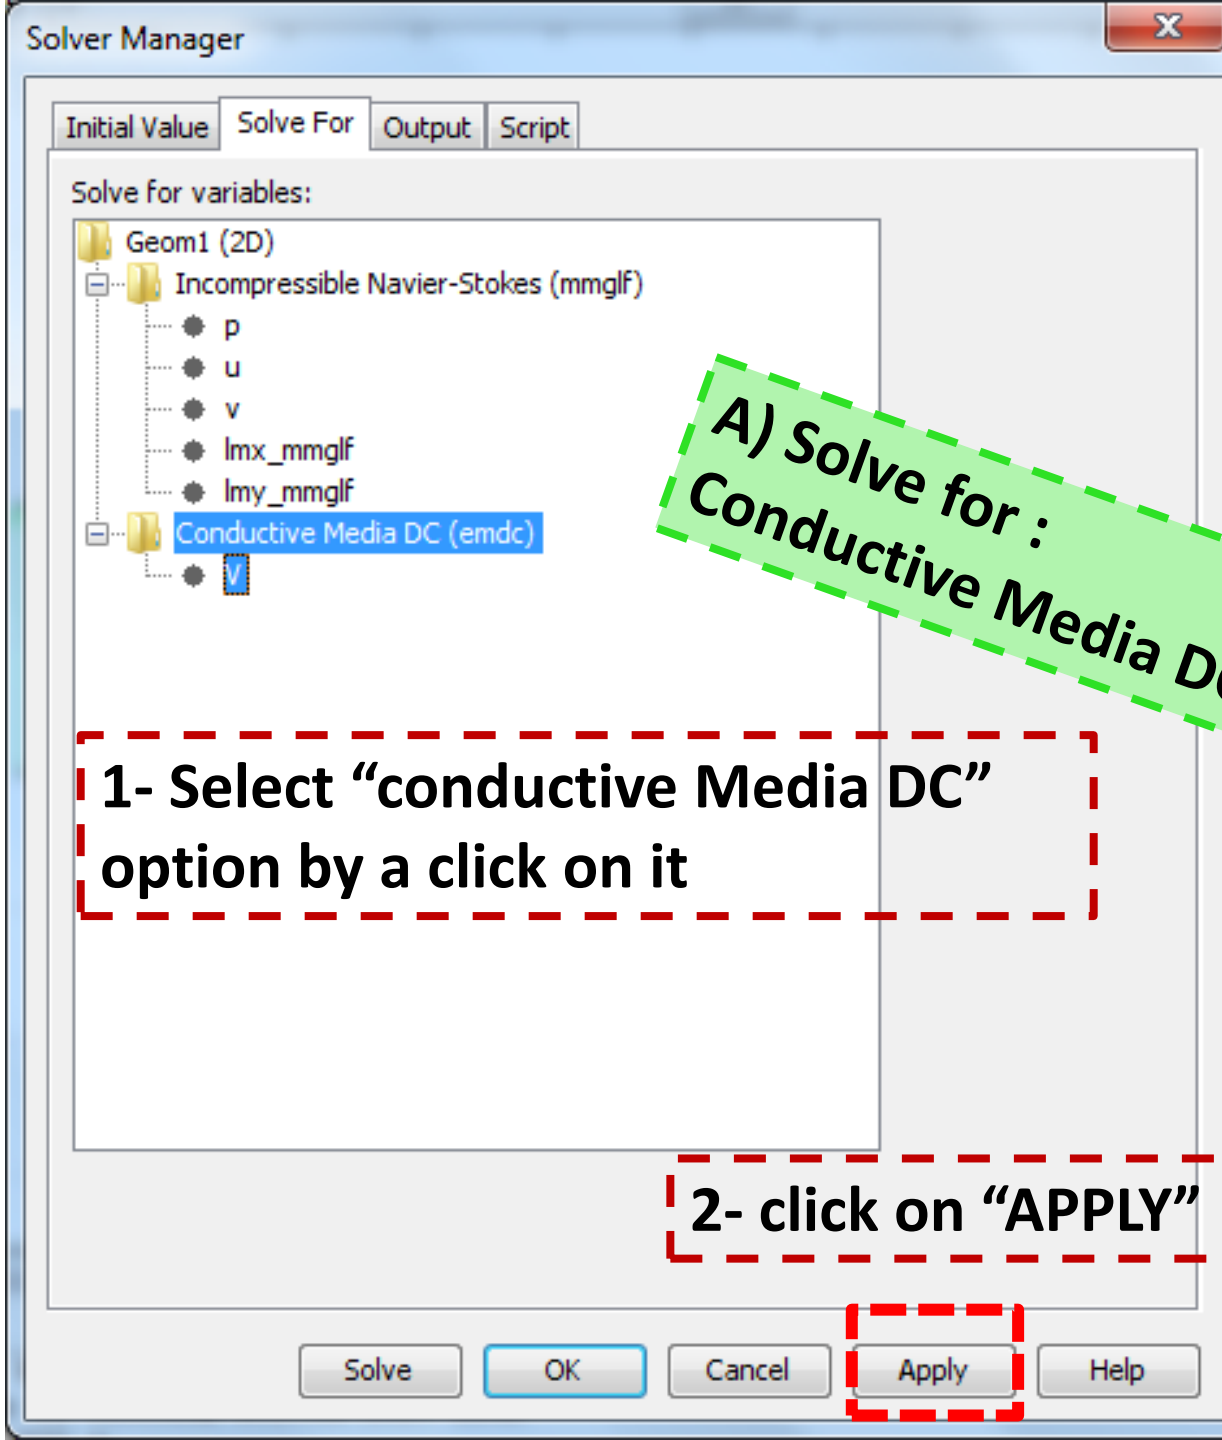 Solver Manager
Initial Value Solve For Output Script
Solve for variables:
Geom1 (2D)
Incompressible Navier-Stokes (mmglf)
p
u
v
lmx_mmglf
lmy_mmglf
Conductive Media DC (emdc)
V
A) Solve for :
Conductive Media DC
1- Select “conductive Media DC”
option by a click on it
2- click on “APPLY”
Solve OK Cancel Apply Help